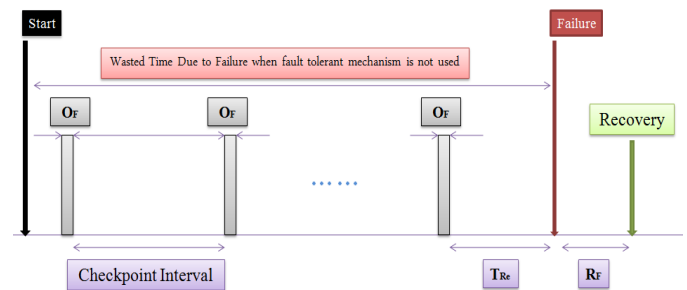 Start
Failure
Wasted Time Due to Failure when fault tolerant mechanism is not used
OF
OF
OF
Recovery
Checkpoint Interval
TRe
RF